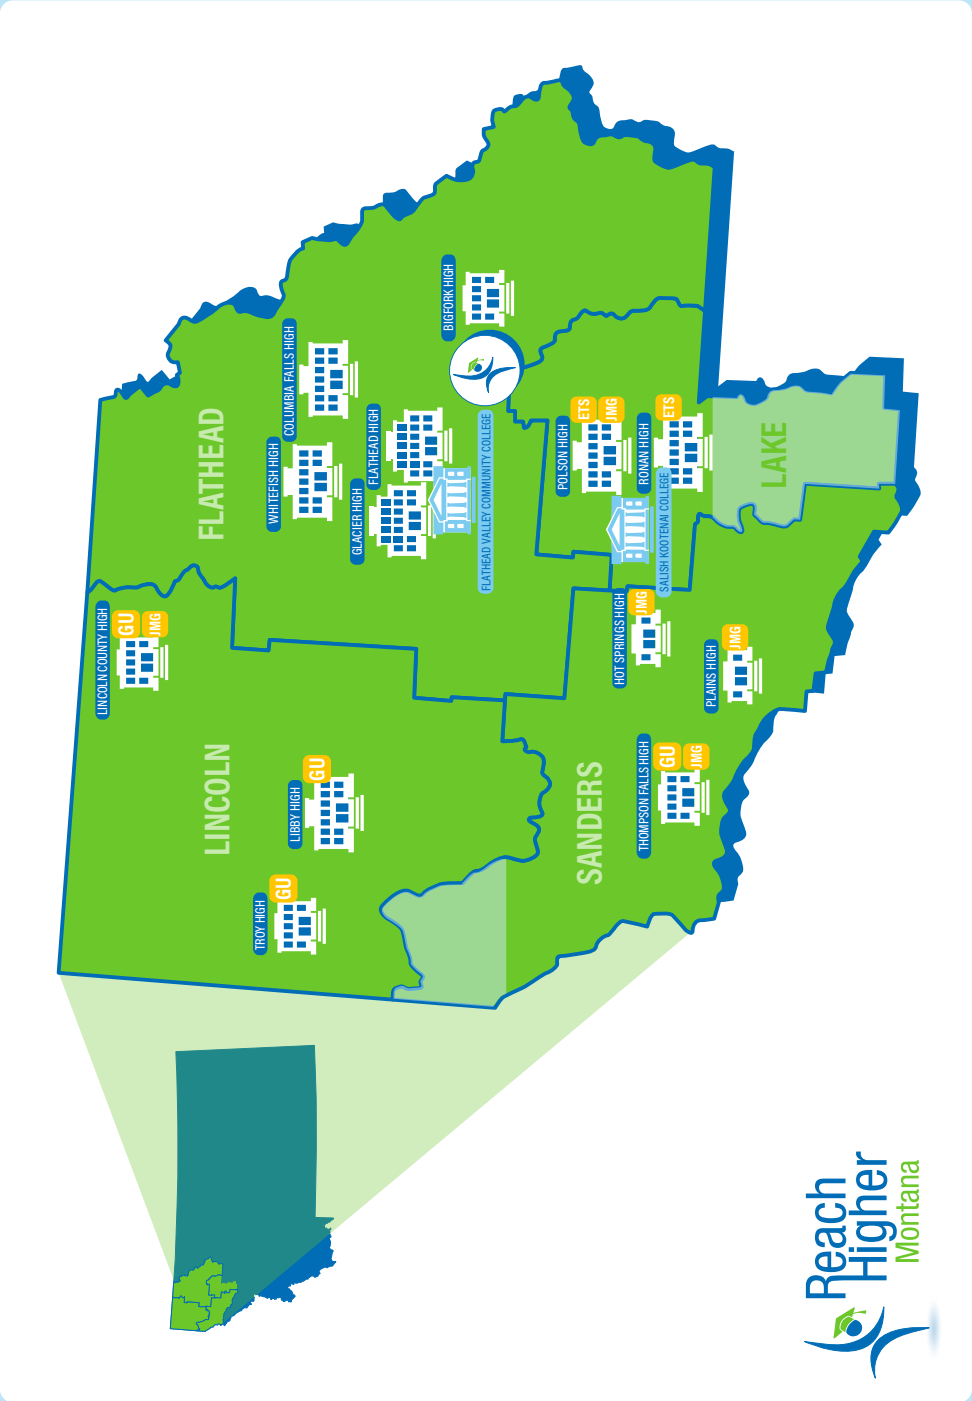 FLATHEAD
LINCOLN
SANDERS
LAKE
LINCOLN COUNTY HIGH
GU
JMG
TROY HIGH
GU
LIBBY HIGH
GU
WHITEFISH HIGH
COLUMBIA FALLS HIGH
GLACIER HIGH
FLATHEAD HIGH
FLATHEAD VALLEY COMMUNITY COLLEGE
BIGFORK HIGH
POLSON HIGH
ETS
JMG
RONAN HIGH
ETS
SALISH KOOTENAI COLLEGE
HOT SPRINGS HIGH
JMG
PLAINS HIGH
JMG
THOMPSON FALLS HIGH
GU
JMG
Reach
Higher
Montana